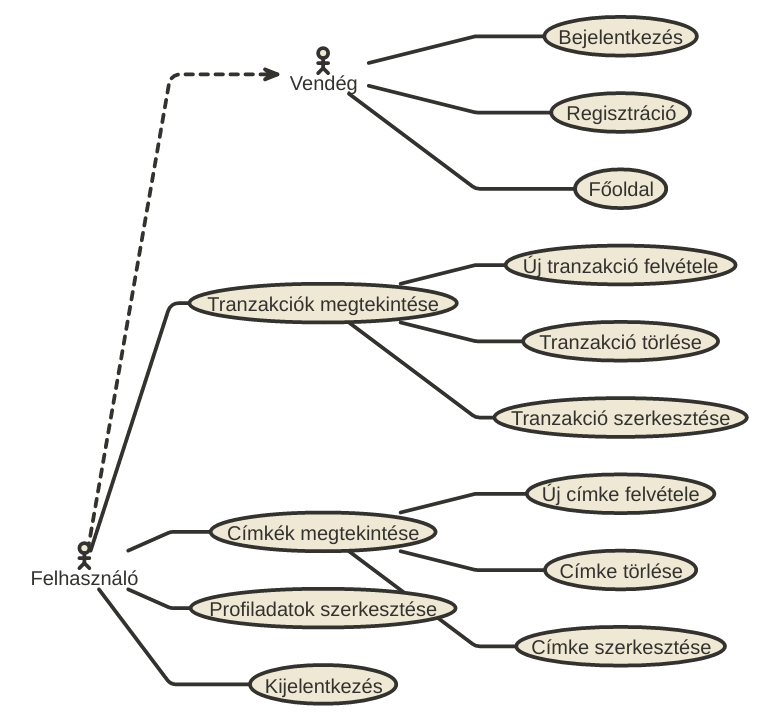 Bejelentkezés
Vendég
Regisztráció
Főoldal
Új tranzakció felvétele
Tranzakciók megtekintése
Tranzakció törlése
Tranzakció szerkesztése
Új címke felvétele
Címkék megtekintése
Címke törlése
Felhasználó
Profiladatok szerkesztése
Címke szerkesztése
Kijelentkezés